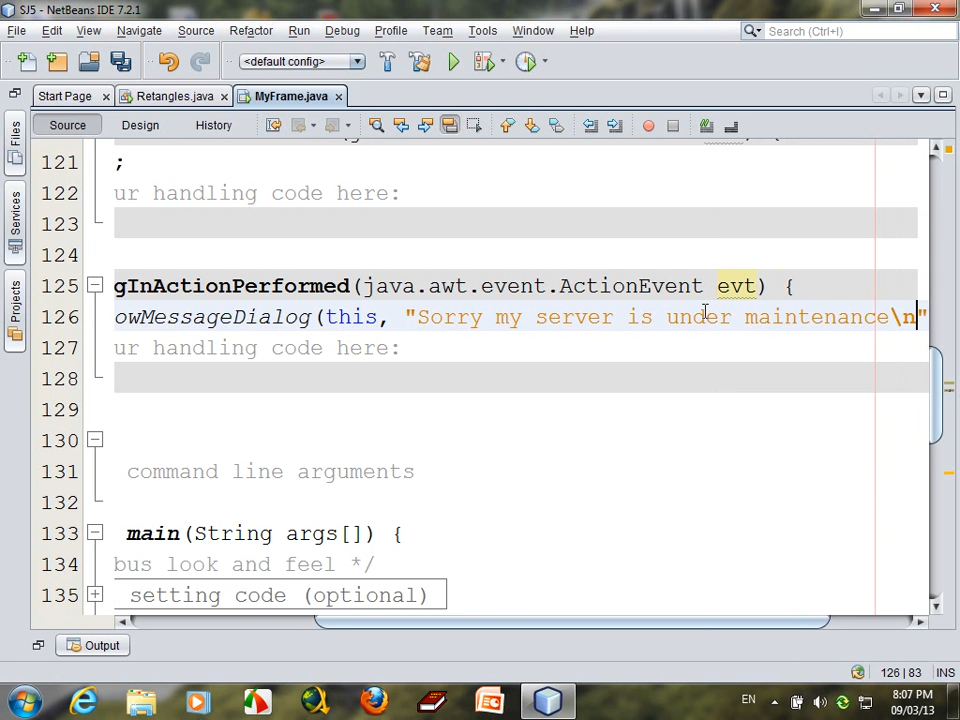 SJ5 - NetBeans IDE 7.2.1
File Edit View Navigate Source Refactor Run Debug Profile Team Tools Window Help
Search (Ctrl+I)
<default config>
Start Page Retangles.java MyFrame.java
Source Design History
Files
Services
Projects
121 ;
122 ur handling code here:
123
124
125 gInActionPerformed(java.awt.event.ActionEvent evt) {
126 owMessageDialog(this, "Sorry my server is under maintenance\n"
127 ur handling code here:
128
129
130
131 command line arguments
132
133 main(String args[]) {
134 bus look and feel */
135 setting code (optional)
Output
126 | 83 INS
EN 8:07 PM
09/03/13